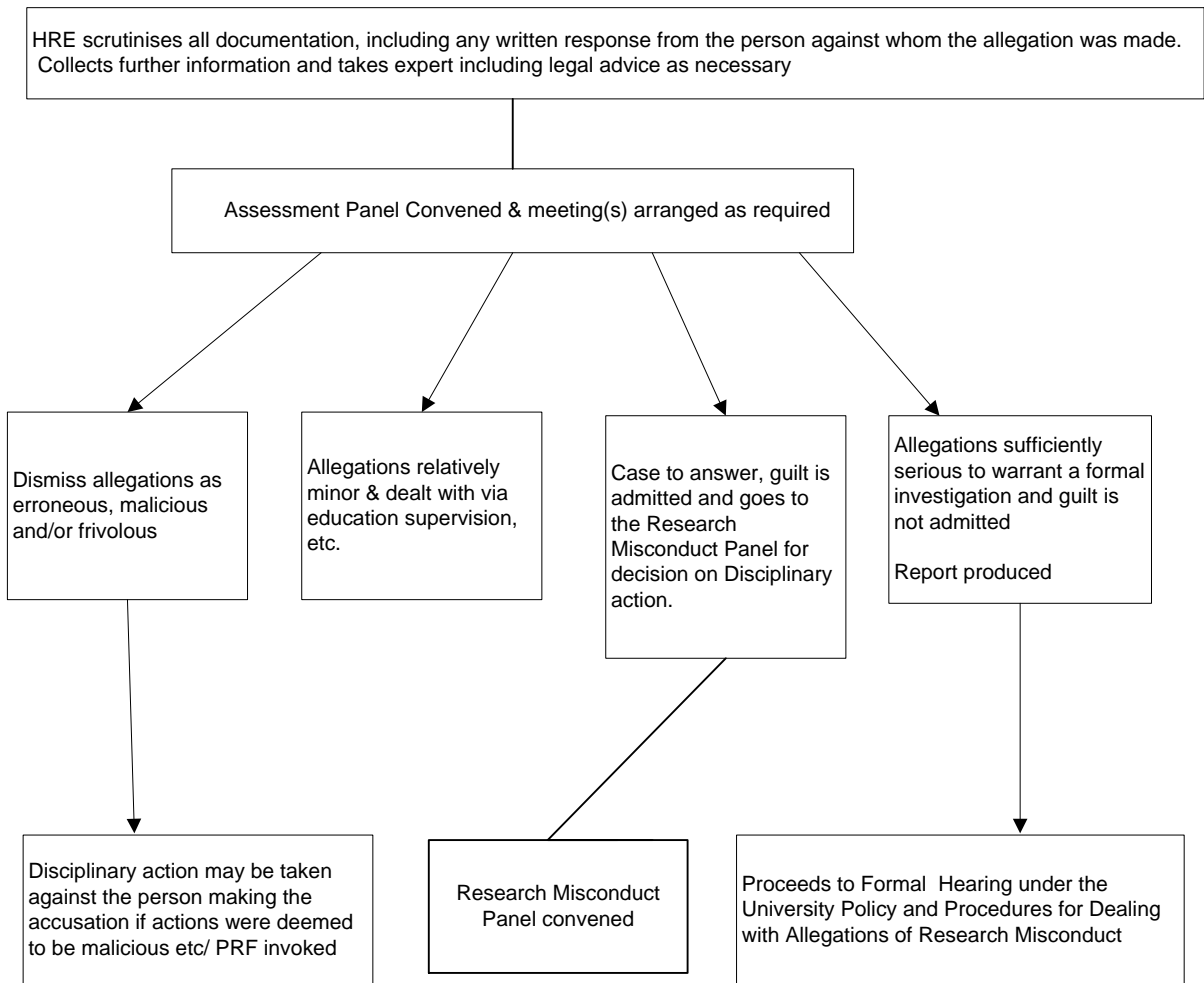 HRE scrutinises all documentation, including any written response from the person against whom the allegation was made.
Collects further information and takes expert including legal advice as necessary
Assessment Panel Convened & meeting(s) arranged as required
Dismiss allegations as
erroneous, malicious
and/or frivolous
Allegations relatively
minor & dealt with via
education supervision,
etc.
Case to answer, guilt is
admitted and goes to
the Research
Misconduct Panel for
decision on Disciplinary
action.
Allegations sufficiently
serious to warrant a formal
investigation and guilt is
not admitted
Report produced
Disciplinary action may be taken
against the person making the
accusation if actions were deemed
to be malicious etc/ PRF invoked
Research Misconduct
Panel convened
Proceeds to Formal  Hearing under the
University Policy and Procedures for Dealing
with Allegations of Research Misconduct